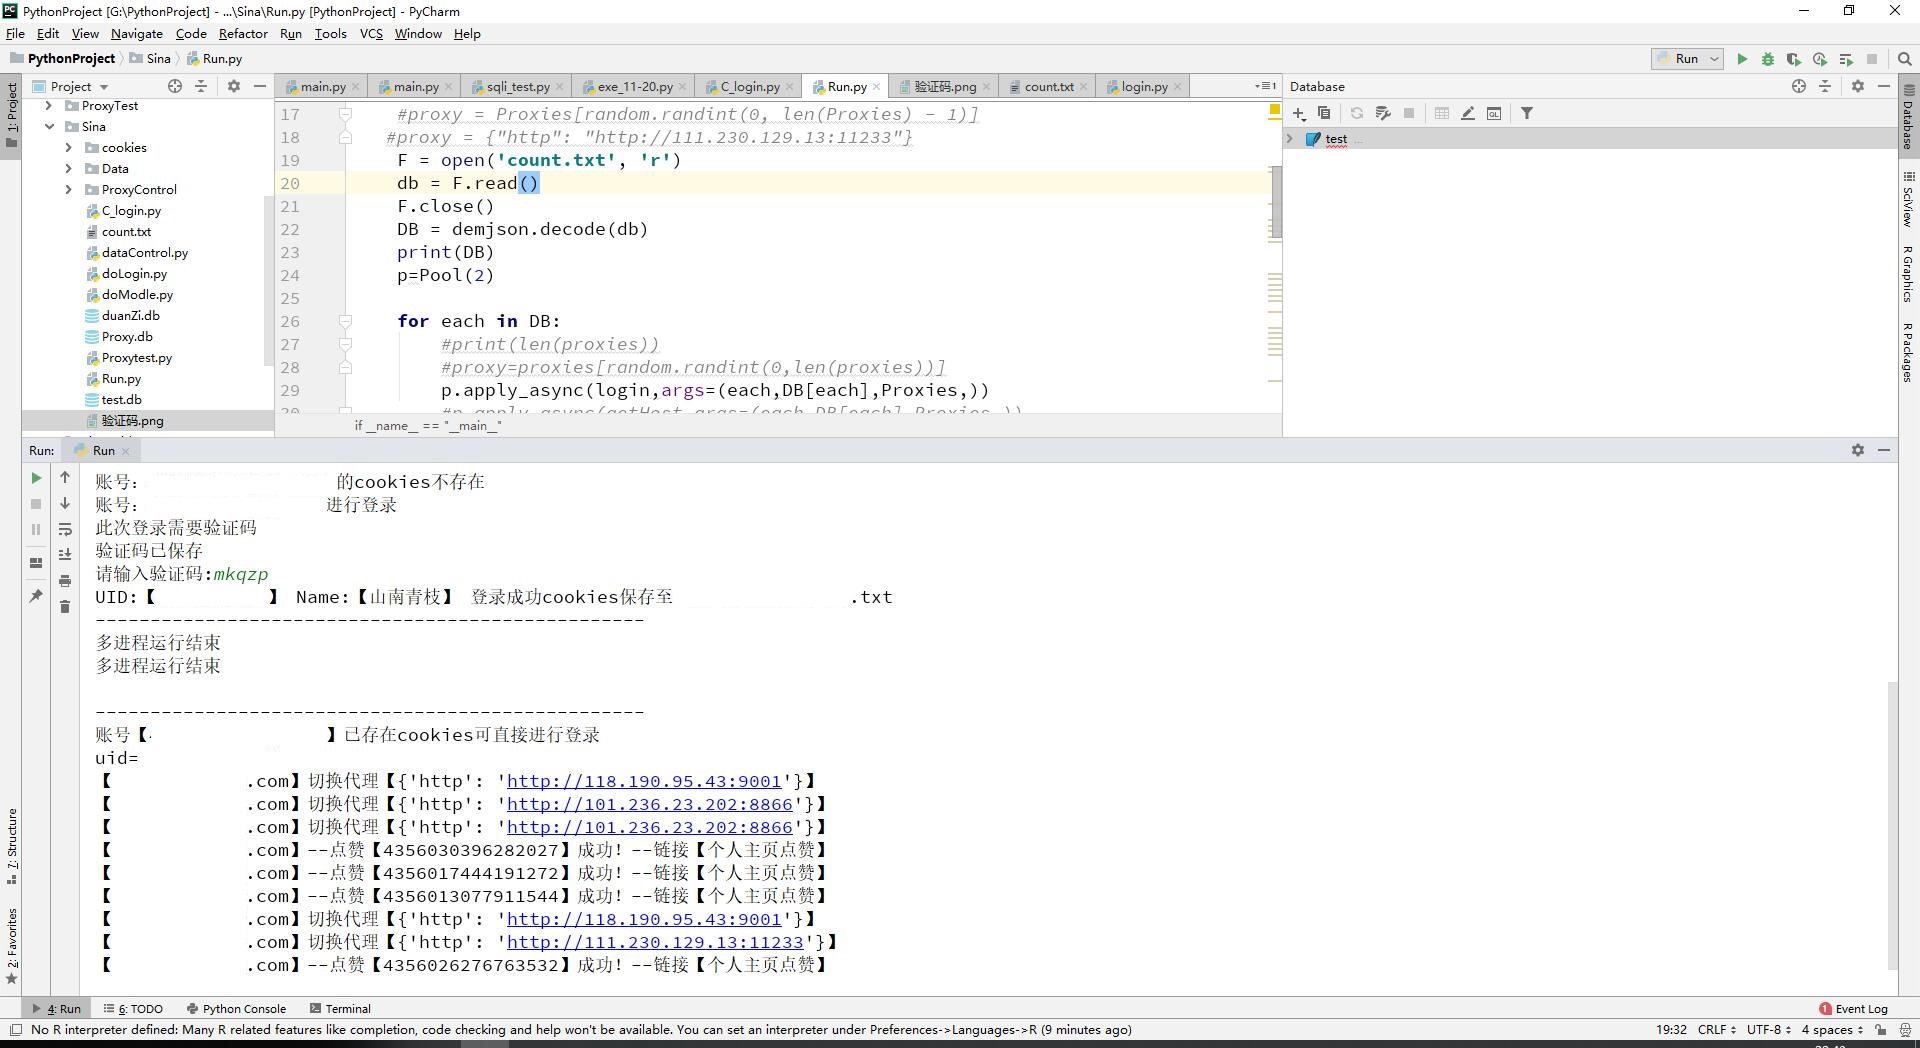 PythonProject [G:\PythonProject] - ...\Sina\Run.py [PythonProject] - PyCharm
File Edit View Navigate Code Refactor Run Tools VCS Window Help
PythonProject Sina Run.py
Run
Project
main.py main.py sqli_test.py exe_11-20.py C_login.py Run.py 验证码.png count.txt login.py
Database
1: Project
ProxyTest
Sina
cookies
Data
ProxyControl
C_login.py
count.txt
dataControl.py
doLogin.py
doModle.py
duanZi.db
Proxy.db
Proxytest.py
Run.py
test.db
验证码.png
17 #proxy = Proxies[random.randint(0, len(Proxies) - 1)]
18 #proxy = {"http": "http://111.230.129.13:11233"}
19 F = open('count.txt', 'r')
20 db = F.read()
21 F.close()
22 DB = demjson.decode(db)
23 print(DB)
24 p=Pool(2)
25
26 for each in DB:
27 #print(len(proxies))
28 #proxy=proxies[random.randint(0,len(proxies))]
29 p.apply_async(login,args=(each,DB[each],Proxies,))
30 #p.apply_async(getHost,args=(each,DB[each],Proxies,))
if __name__ == "__main__"
test ...
Database
SciView
R Graphics
R Packages
Run: Run
账号: 的cookies不存在
账号: 进行登录
此次登录需要验证码
验证码已保存
请输入验证码:mkqzp
UID:【 】 Name:【山南青枝】 登录成功cookies保存至 .txt
--------------------------------------------------
多进程运行结束
多进程运行结束
--------------------------------------------------
账号【 】已存在cookies可直接进行登录
uid=
【 .com】切换代理【{'http': 'http://118.190.95.43:9001'}】
【 .com】切换代理【{'http': 'http://101.236.23.202:8866'}】
【 .com】切换代理【{'http': 'http://101.236.23.202:8866'}】
【 .com】--点赞【4356030396282027】成功！--链接【个人主页点赞】
【 .com】--点赞【4356017444191272】成功！--链接【个人主页点赞】
【 .com】--点赞【4356013077911544】成功！--链接【个人主页点赞】
【 .com】切换代理【{'http': 'http://118.190.95.43:9001'}】
【 .com】切换代理【{'http': 'http://111.230.129.13:11233'}】
【 .com】--点赞【4356026276763532】成功！--链接【个人主页点赞】
7: Structure
2: Favorites
4: Run 6: TODO Python Console Terminal
1 Event Log
No R interpreter defined: Many R related features like completion, code checking and help won't be available. You can set an interpreter under Preferences->Languages->R (9 minutes ago)
19:32 CRLF UTF-8 4 spaces